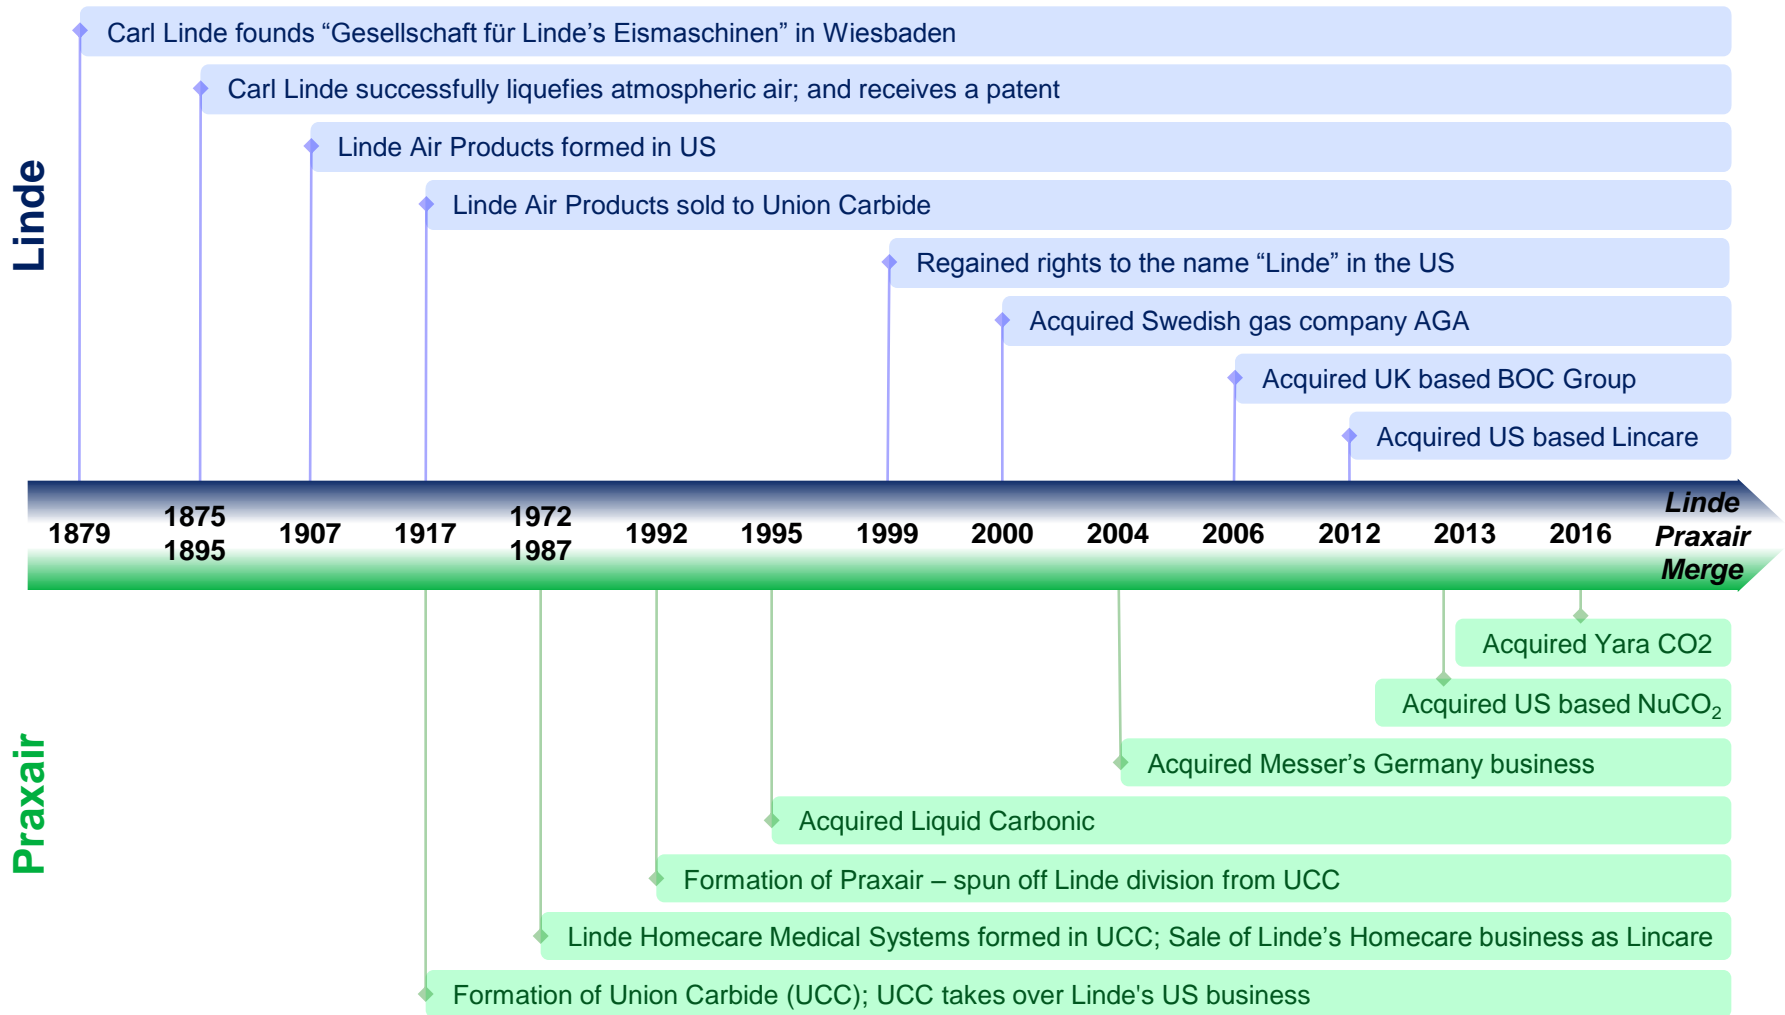 Linde
Carl Linde founds “Gesellschaft für Linde’s Eismaschinen” in Wiesbaden
Carl Linde successfully liquefies atmospheric air; and receives a patent
Linde Air Products formed in US
Linde Air Products sold to Union Carbide
Regained rights to the name “Linde” in the US
Acquired Swedish gas company AGA
Acquired UK based BOC Group
Acquired US based Lincare
1879
1875
1895
1907
1917
1972
1987
1992
1995
1999
2000
2004
2006
2012
2013
2016
Linde
Praxair
Merge
Praxair
Acquired Yara CO2
Acquired US based NuCO₂
Acquired Messer’s Germany business
Acquired Liquid Carbonic
Formation of Praxair – spun off Linde division from UCC
Linde Homecare Medical Systems formed in UCC; Sale of Linde’s Homecare business as Lincare
Formation of Union Carbide (UCC); UCC takes over Linde's US business